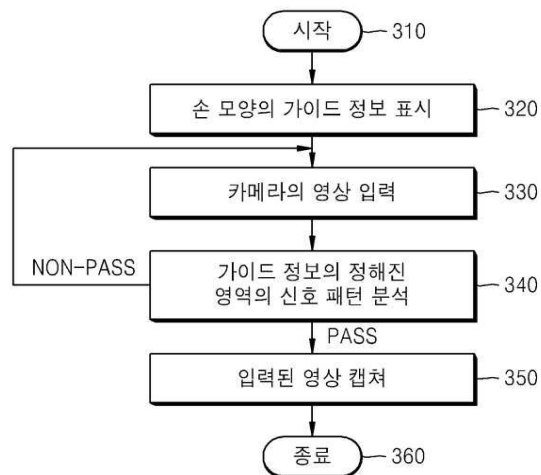 시작 310
손 모양의 가이드 정보 표시 320
카메라의 영상 입력 330
NON-PASS
가이드 정보의 정해진
영역의 신호 패턴 분석 340
PASS
입력된 영상 캡쳐 350
종료 360